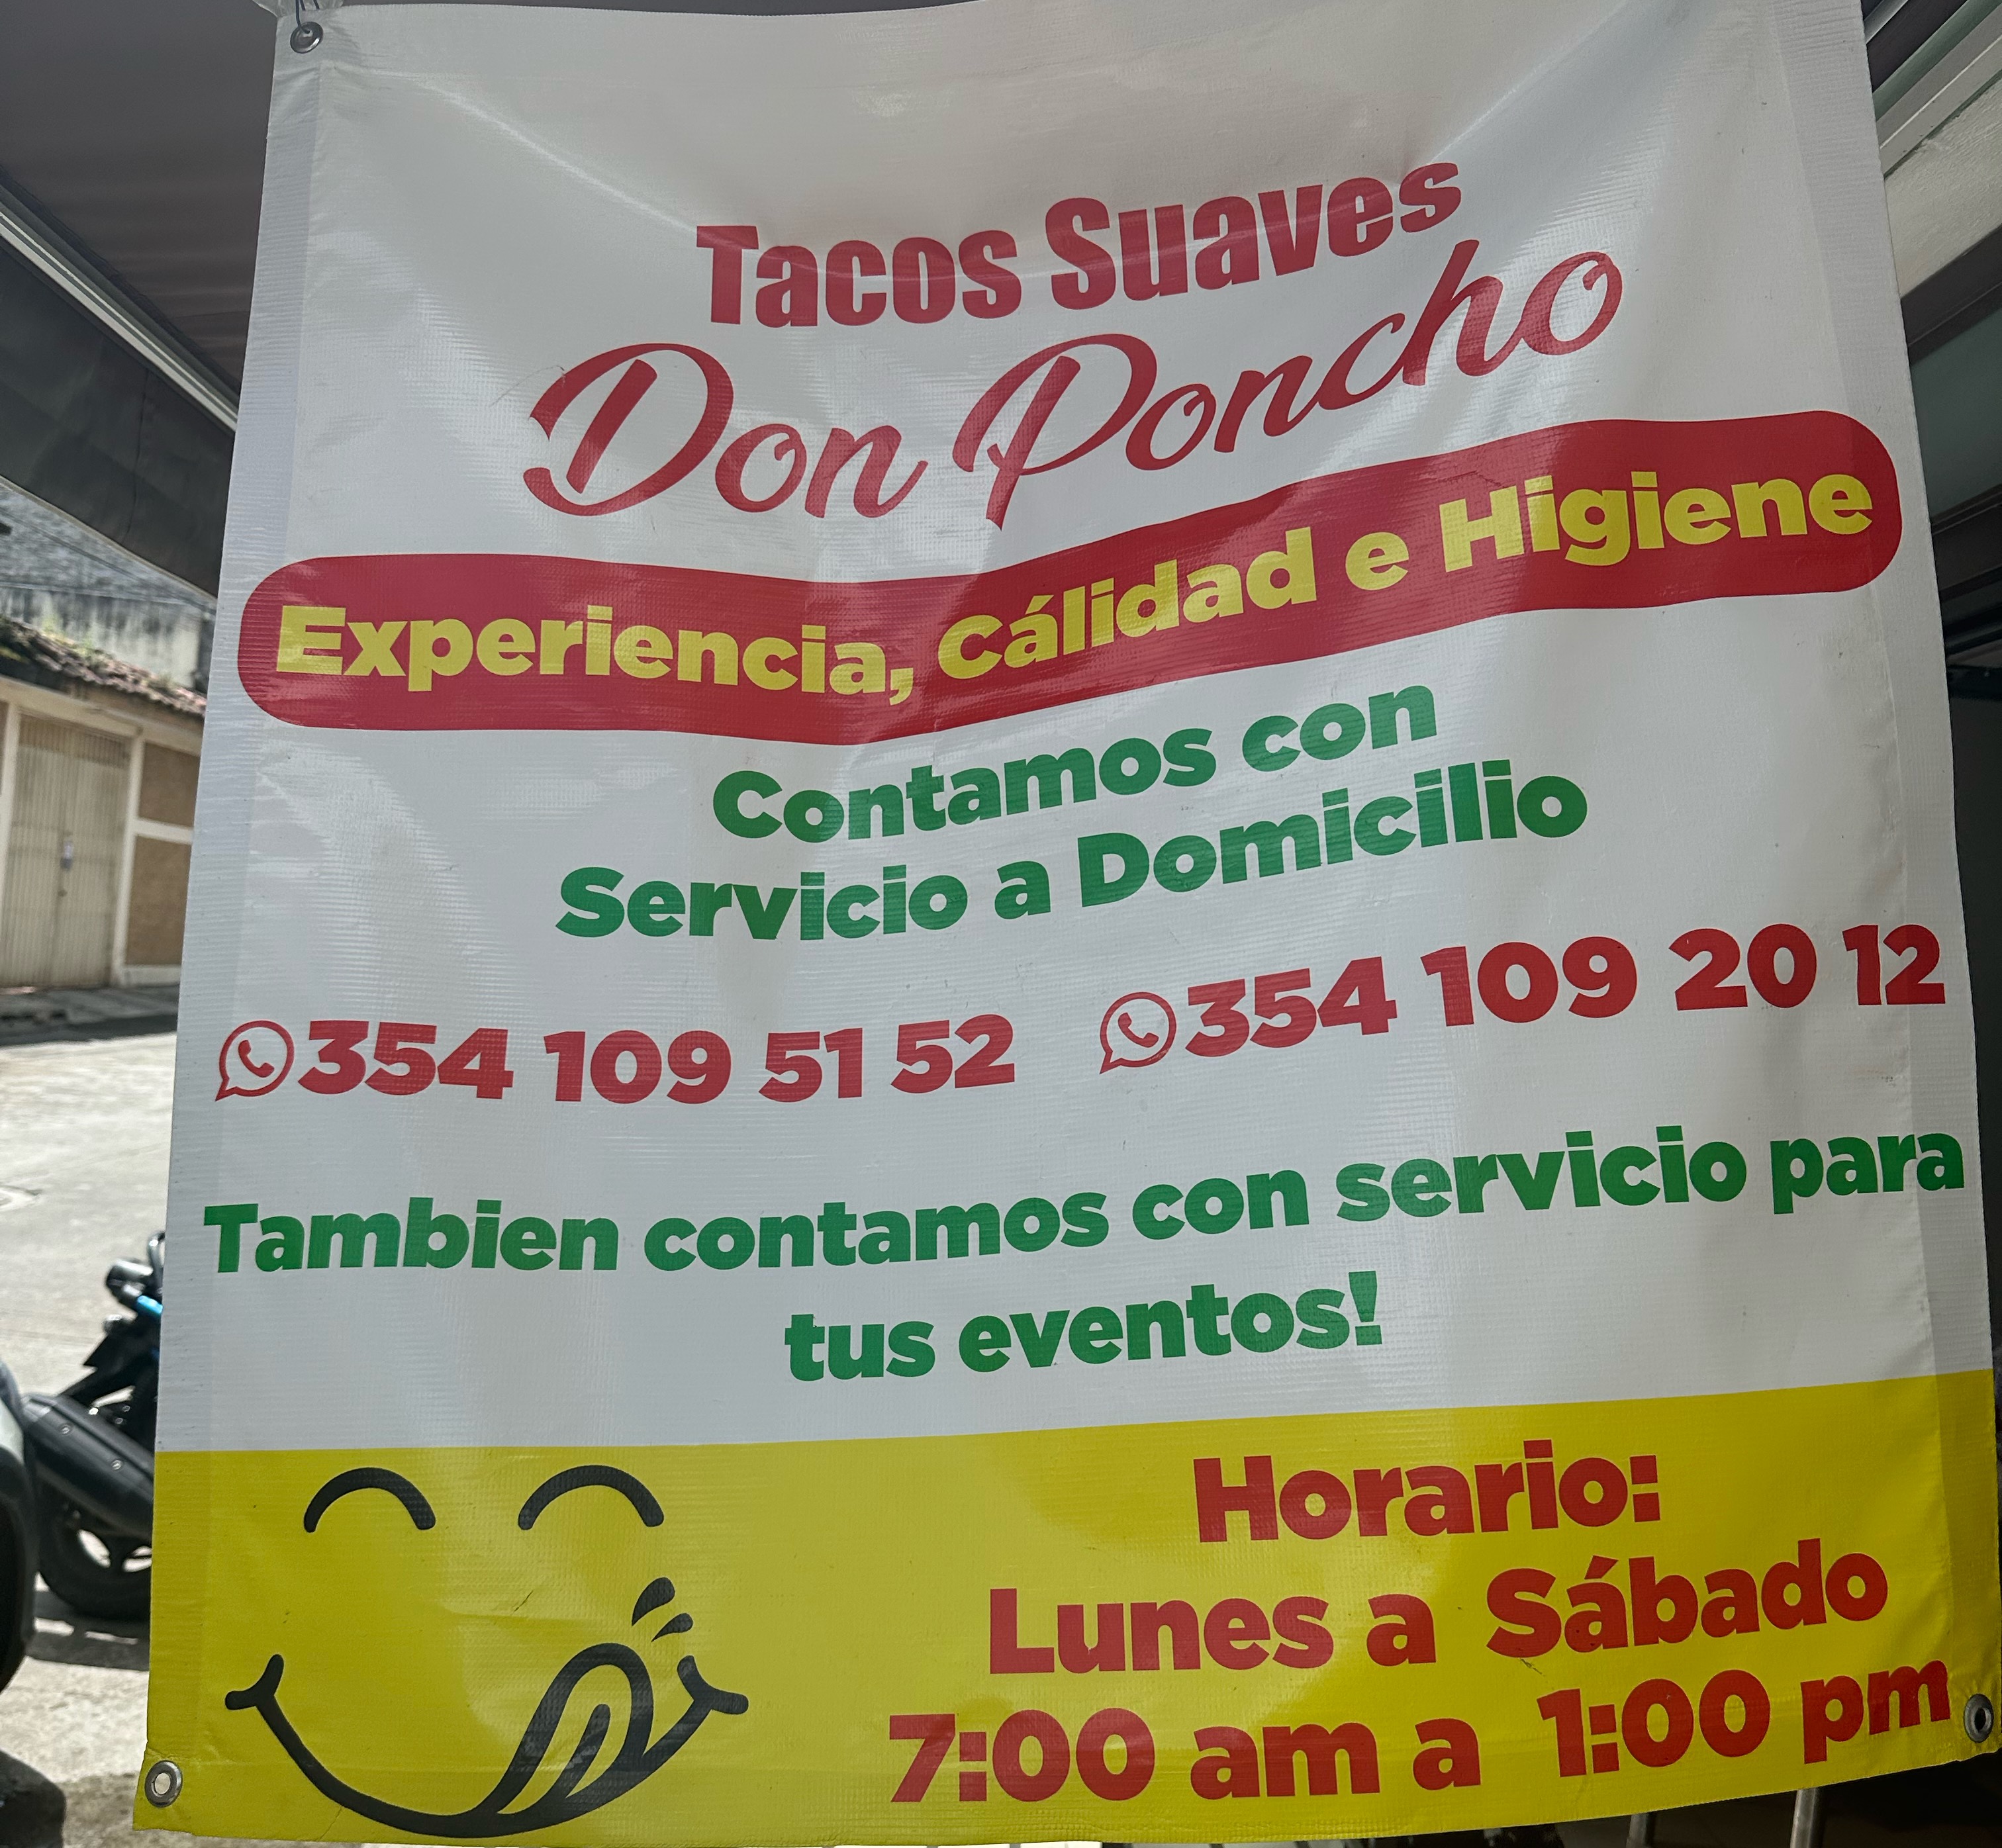 Tacos Suaves
Don Poncho
Experiencia, Cálidad e Higiene
Contamos con
Servicio a Domicilio
354 109 51 52 354 109 20 12
Tambien contamos con servicio para
tus eventos!
Horario:
Lunes a Sábado
7:00 am a 1:00 pm